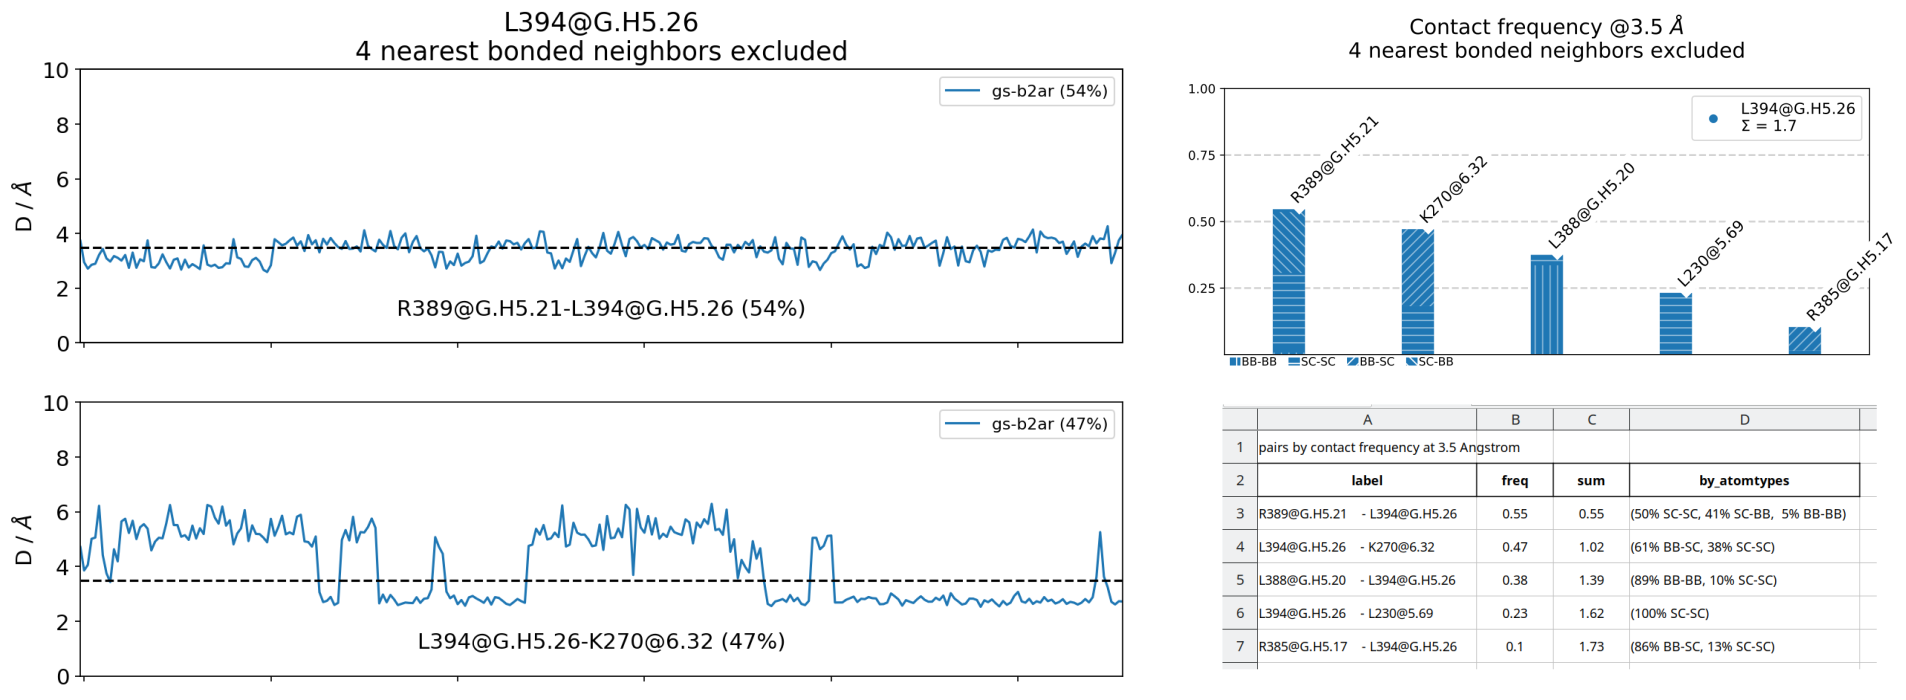 L394@G.H5.26
4 nearest bonded neighbors excluded
10
8
6
4
2
0
D / Å
gs-b2ar (54%)
R389@G.H5.21-L394@G.H5.26 (54%)
10
8
6
4
2
0
D / Å
gs-b2ar (47%)
L394@G.H5.26-K270@6.32 (47%)
Contact frequency @3.5 Å
4 nearest bonded neighbors excluded
1.00
0.75
0.50
0.25
L394@G.H5.26
Σ = 1.7
R389@G.H5.21
K270@6.32
L388@G.H5.20
L230@5.69
R385@G.H5.17
BB-BB SC-SC BB-SC SC-BB
A B C D
1 pairs by contact frequency at 3.5 Angstrom
2 label freq sum by_atomtypes
3 R389@G.H5.21 - L394@G.H5.26 0.55 0.55 (50% SC-SC, 41% SC-BB, 5% BB-BB)
4 L394@G.H5.26 - K270@6.32 0.47 1.02 (61% BB-SC, 38% SC-SC)
5 L388@G.H5.20 - L394@G.H5.26 0.38 1.39 (89% BB-BB, 10% SC-SC)
6 L394@G.H5.26 - L230@5.69 0.23 1.62 (100% SC-SC)
7 R385@G.H5.17 - L394@G.H5.26 0.1 1.73 (86% BB-SC, 13% SC-SC)